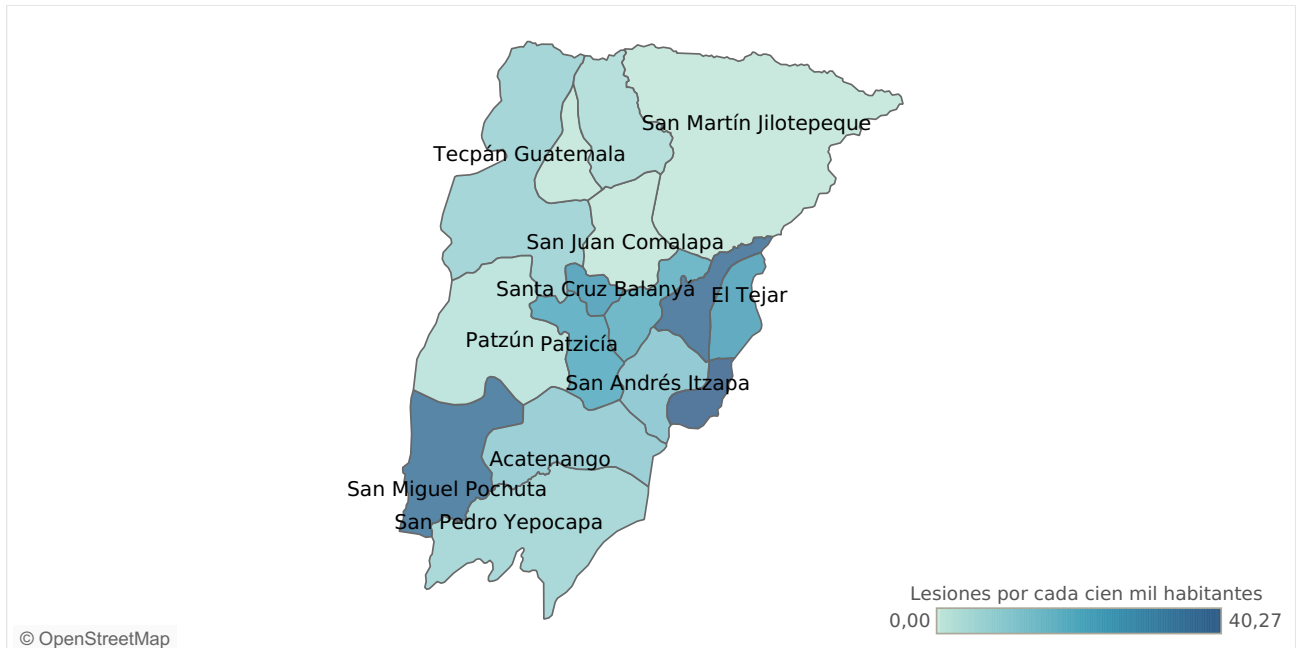 San Martín Jilotepeque
Tecpán Guatemala
San Juan Comalapa
Santa Cruz Balanyá
El Tejar
Patzún
Patzicía
San Andrés Itzapa
Acatenango
San Miguel Pochuta
San Pedro Yepocapa
Lesiones por cada cien mil habitantes
0,00
40,27
© OpenStreetMap